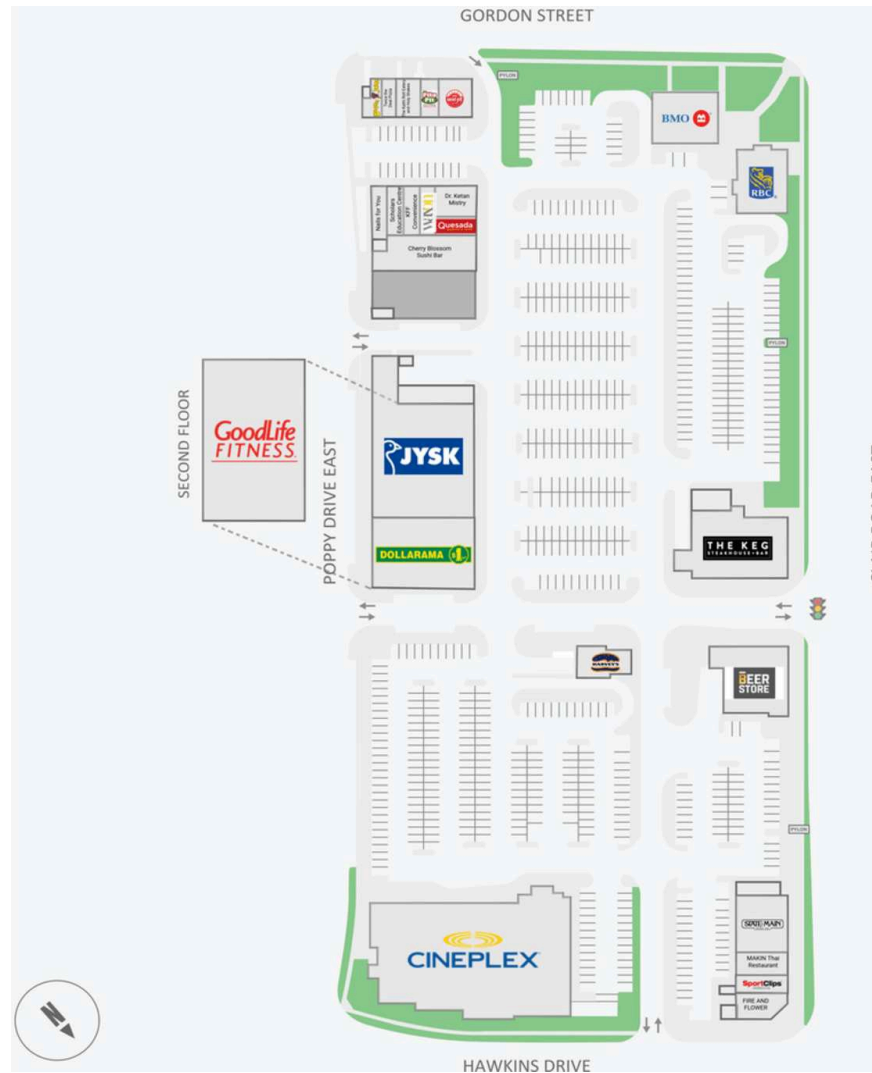 GORDON STREET
PYLON
BMO
RBC
Nails for You
Scholars
Education Centre
KFF
Convenience
Dr. Ketan
Mistry
Quesada
Cherry Blossom
Sushi Bar
PYLON
SECOND FLOOR
GoodLife
FITNESS
JYSK
POPPY DRIVE EAST
DOLLARAMA
THE KEG
STEAKHOUSE + BAR
HARVEY'S
BEER
STORE
PYLON
CINEPLEX
STATE & MAIN
MAKIN Thai
Restaurant
SportClips
FIRE AND
FLOWER
N
HAWKINS DRIVE